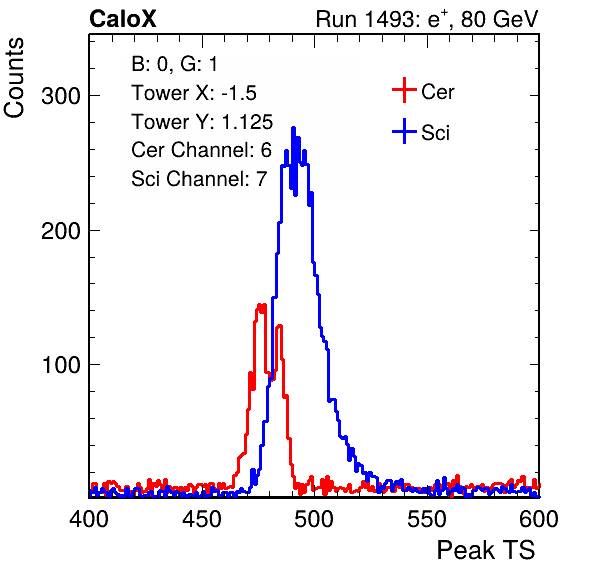 CaloX Run 1493: e⁺, 80 GeV
Counts
B: 0, G: 1
Tower X: -1.5
Tower Y: 1.125
Cer Channel: 6
Sci Channel: 7
Cer
Sci
300
200
100
400 450 500 550 600
Peak TS